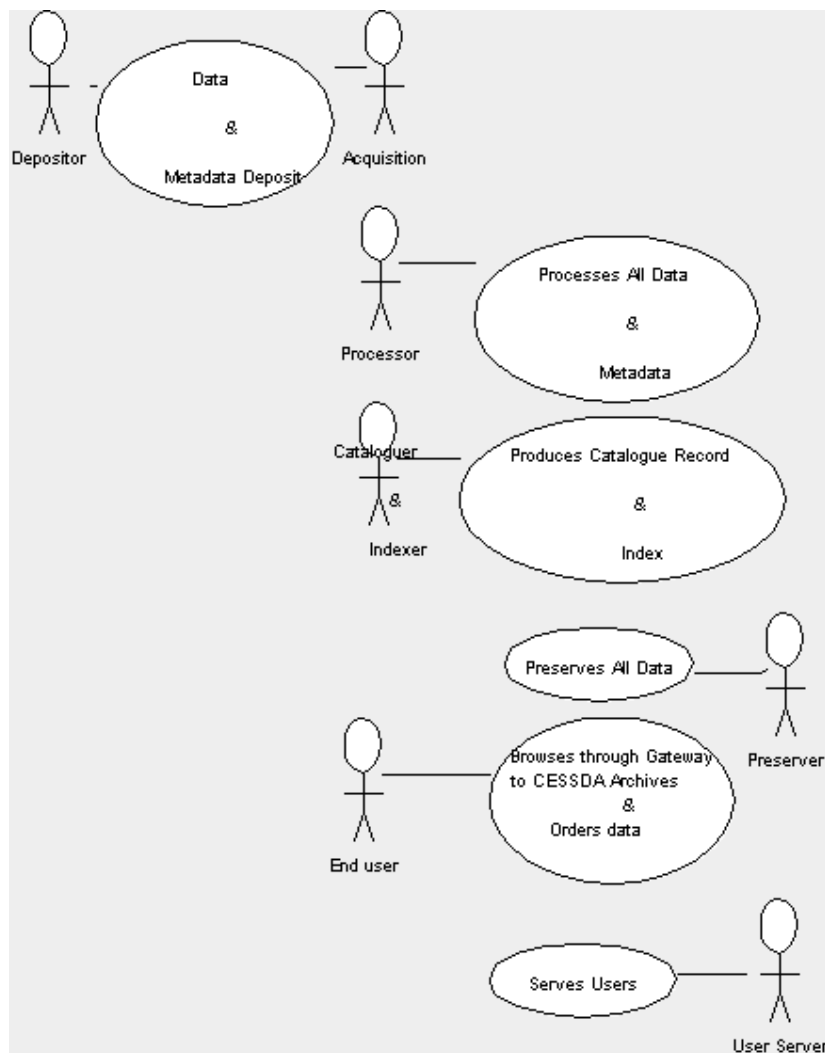 Data
&
Metadata Deposit
Depositor
Acquisition
Processes All Data
&
Metadata
Processor
Cataloguer
&
Indexer
Produces Catalogue Record
&
Index
Preserves All Data
Preserver
Browses through Gateway
to CESSDA Archives
&
Orders data
End user
Serves Users
User Server